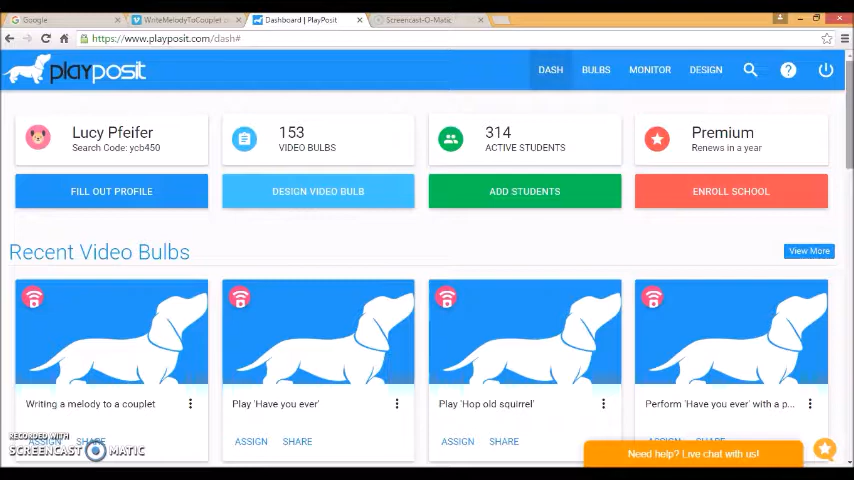 Google
WriteMelodyToCouplet
Dashboard | PlayPosit
Screencast-O-Matic
https://www.playposit.com/dash#
playposit
DASH
BULBS
MONITOR
DESIGN
Lucy Pfeifer
Search Code: ycb450
153
VIDEO BULBS
314
ACTIVE STUDENTS
Premium
Renews in a year
FILL OUT PROFILE
DESIGN VIDEO BULB
ADD STUDENTS
ENROLL SCHOOL
Recent Video Bulbs
View More
Writing a melody to a couplet
Play 'Have you ever'
Play 'Hop old squirrel'
Perform 'Have you ever' with a p...
ASSIGN SHARE
ASSIGN SHARE
ASSIGN SHARE
ASSIGN SHARE
RECORDED WITH
SCREENCAST MATIC
Need help? Live chat with us!